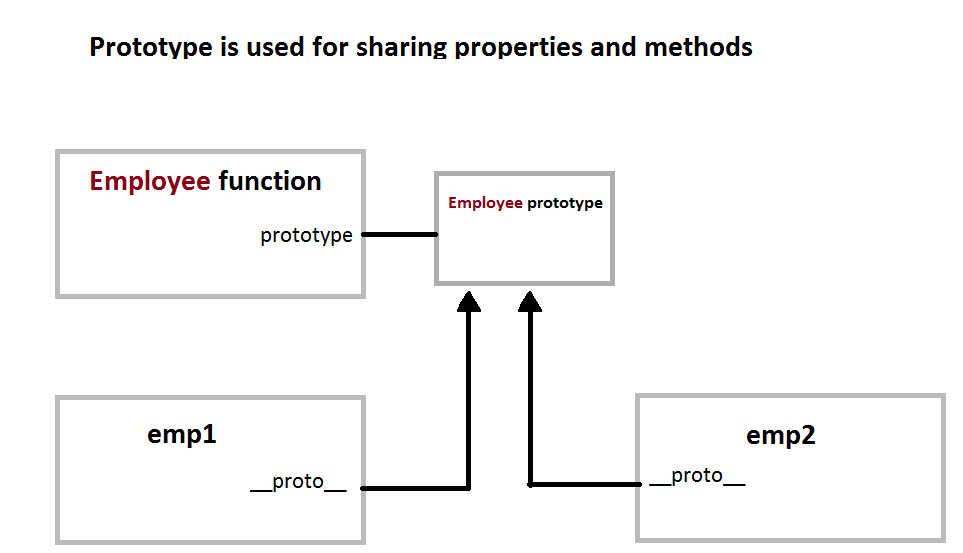 Prototype is used for sharing properties and methods
Employee function
prototype
Employee prototype
emp1
__proto__
emp2
__proto__